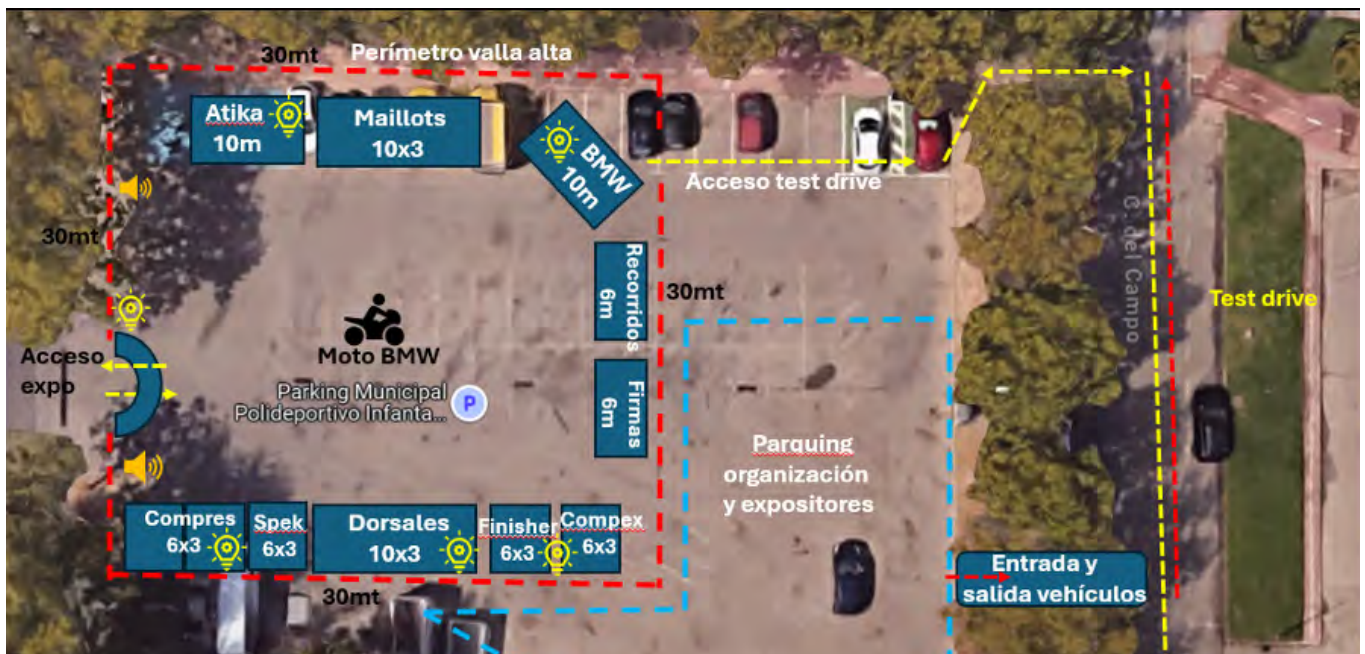 30mt
Perímetro valla alta
Atika
10m
Maillots
10x3
BMW
10m
Acceso test drive
30mt
Recorridos
6m
30mt
C. del Campo
Test drive
Moto BMW
Acceso
expo
Parking Municipal
Polideportivo Infanta...
P
Firmas
6m
Parquing
organización
y expositores
Compres
6x3
Spek
6x3
Dorsales
10x3
Finisher
6x3
Compex
6x3
Entrada y
salida vehículos
30mt